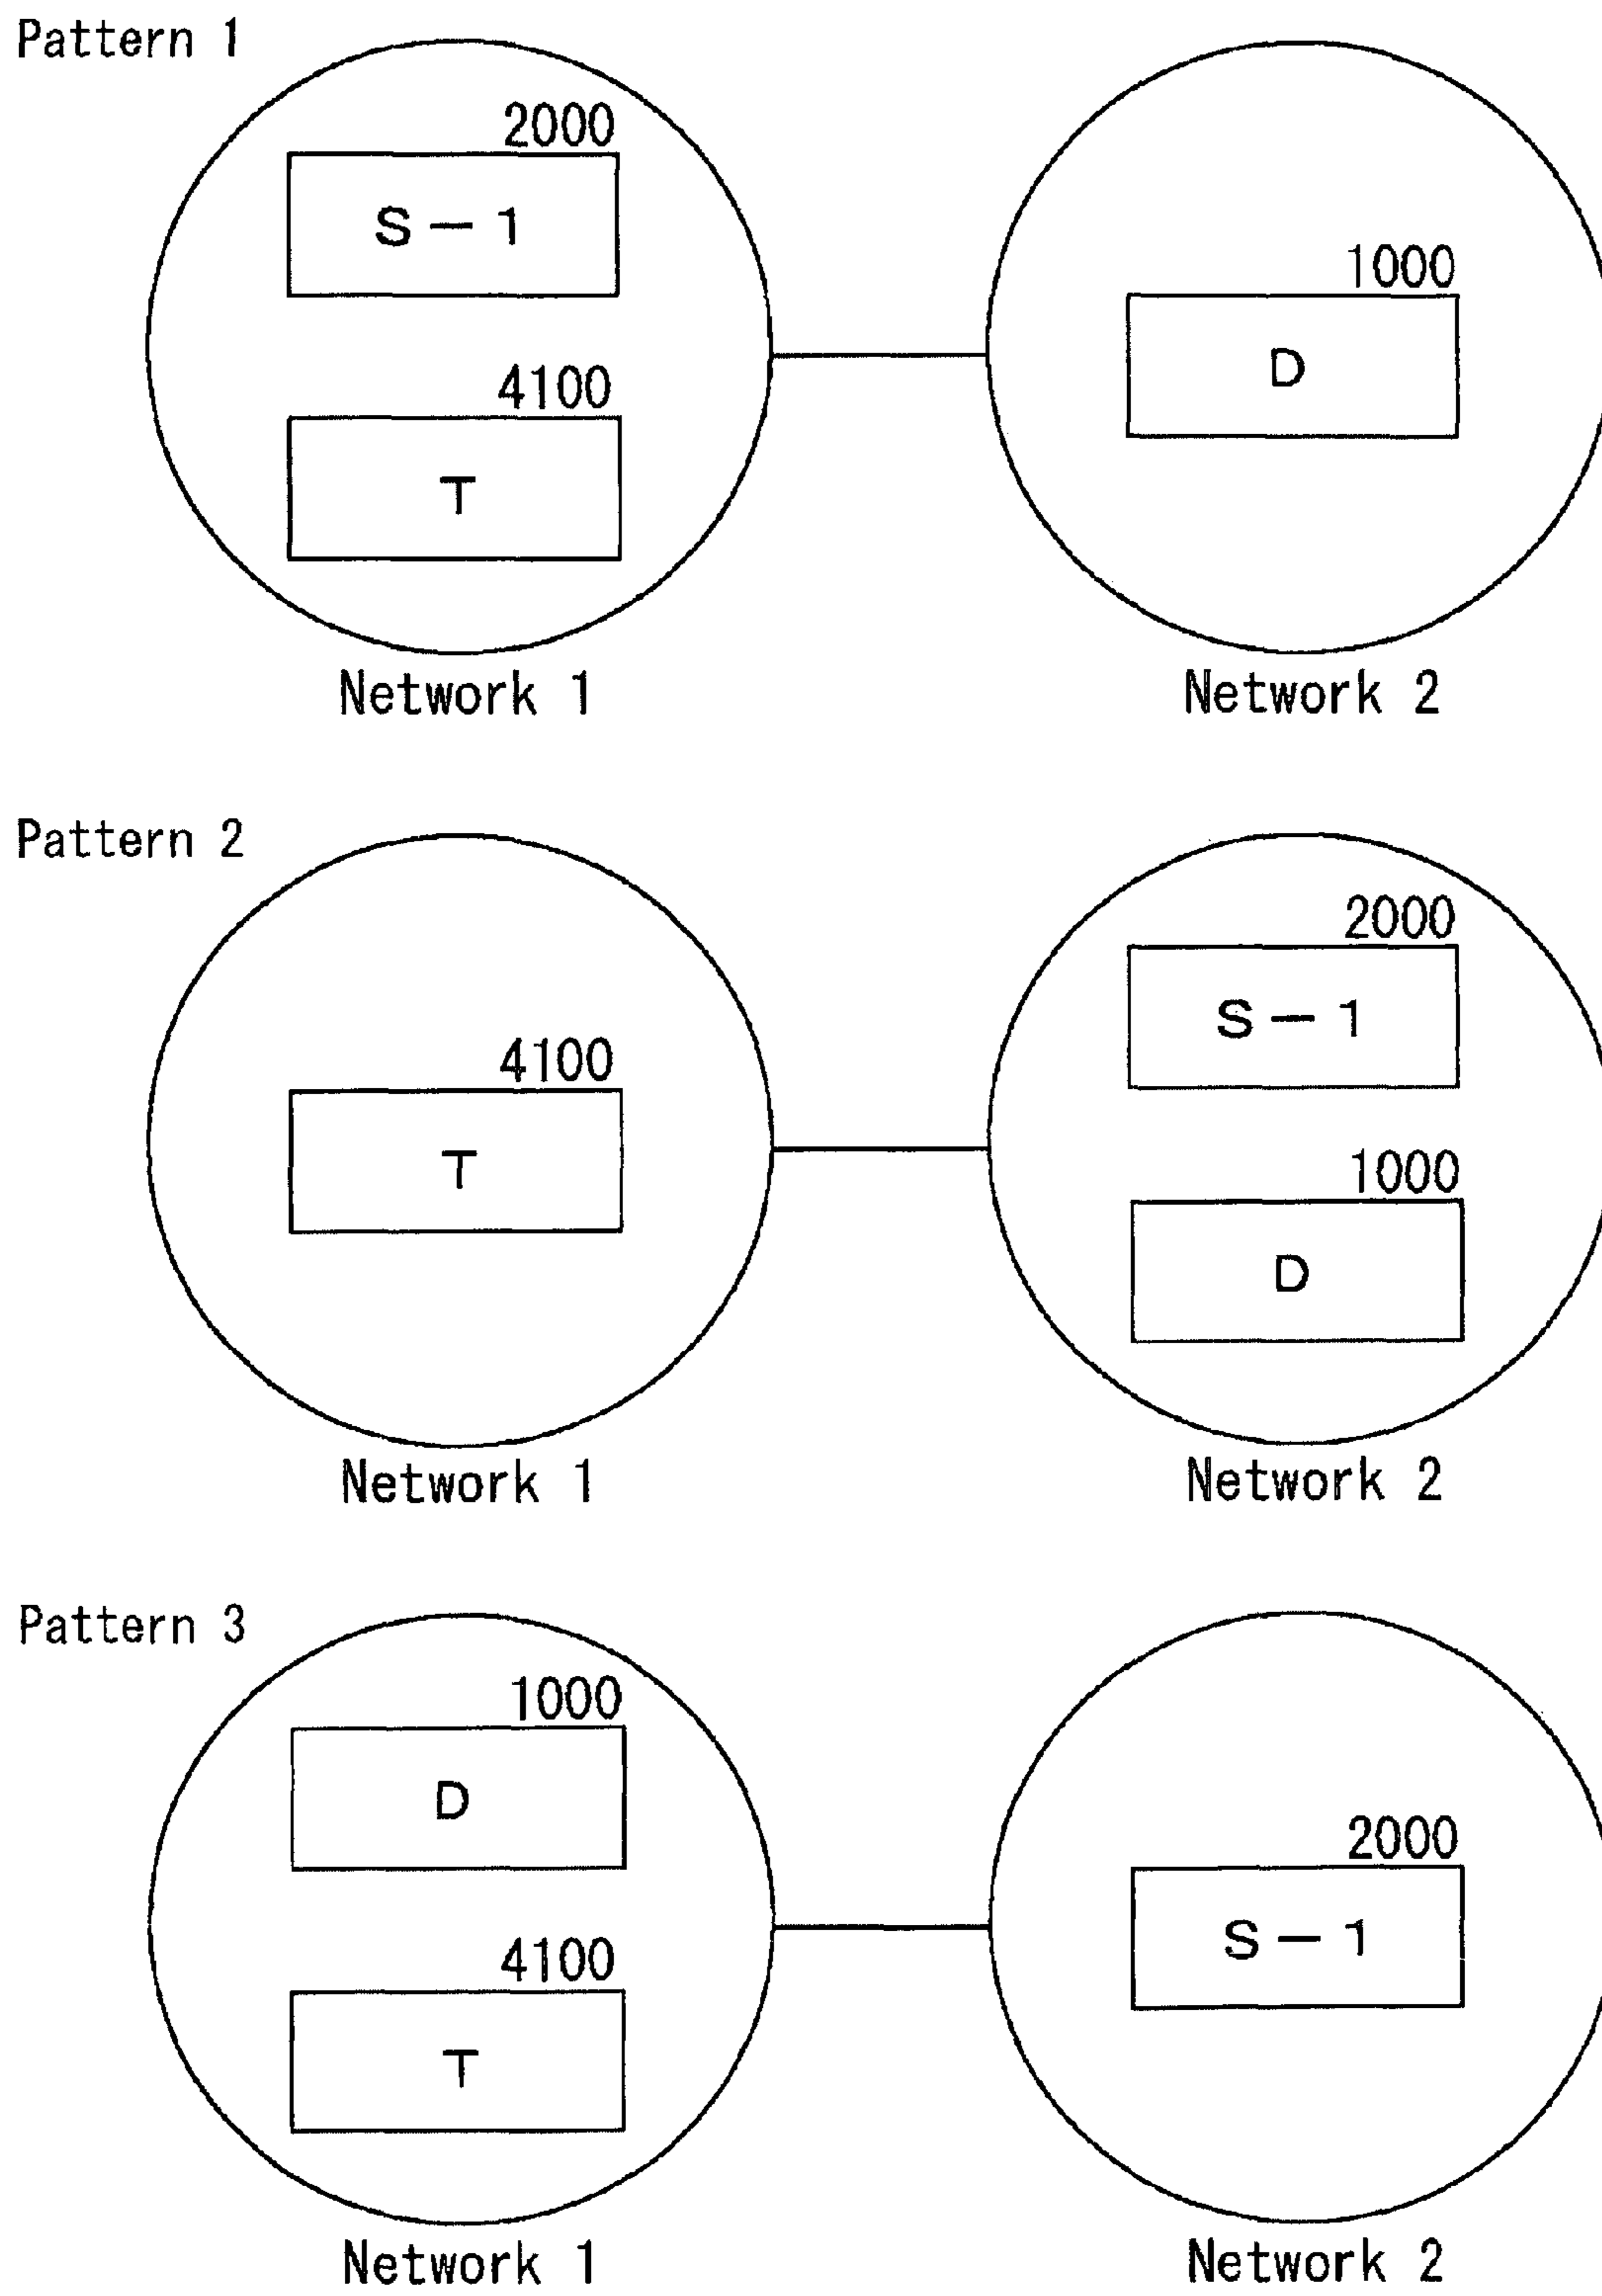 Pattern 1
2000
S-1
1000
4100
D
T
Network 1 Network 2
Pattern 2
2000
S-1
4100
1000
T
D
Network 1 Network 2
Pattern 3
1000
D
2000
S-1
4100
T
Network 1 Network 2